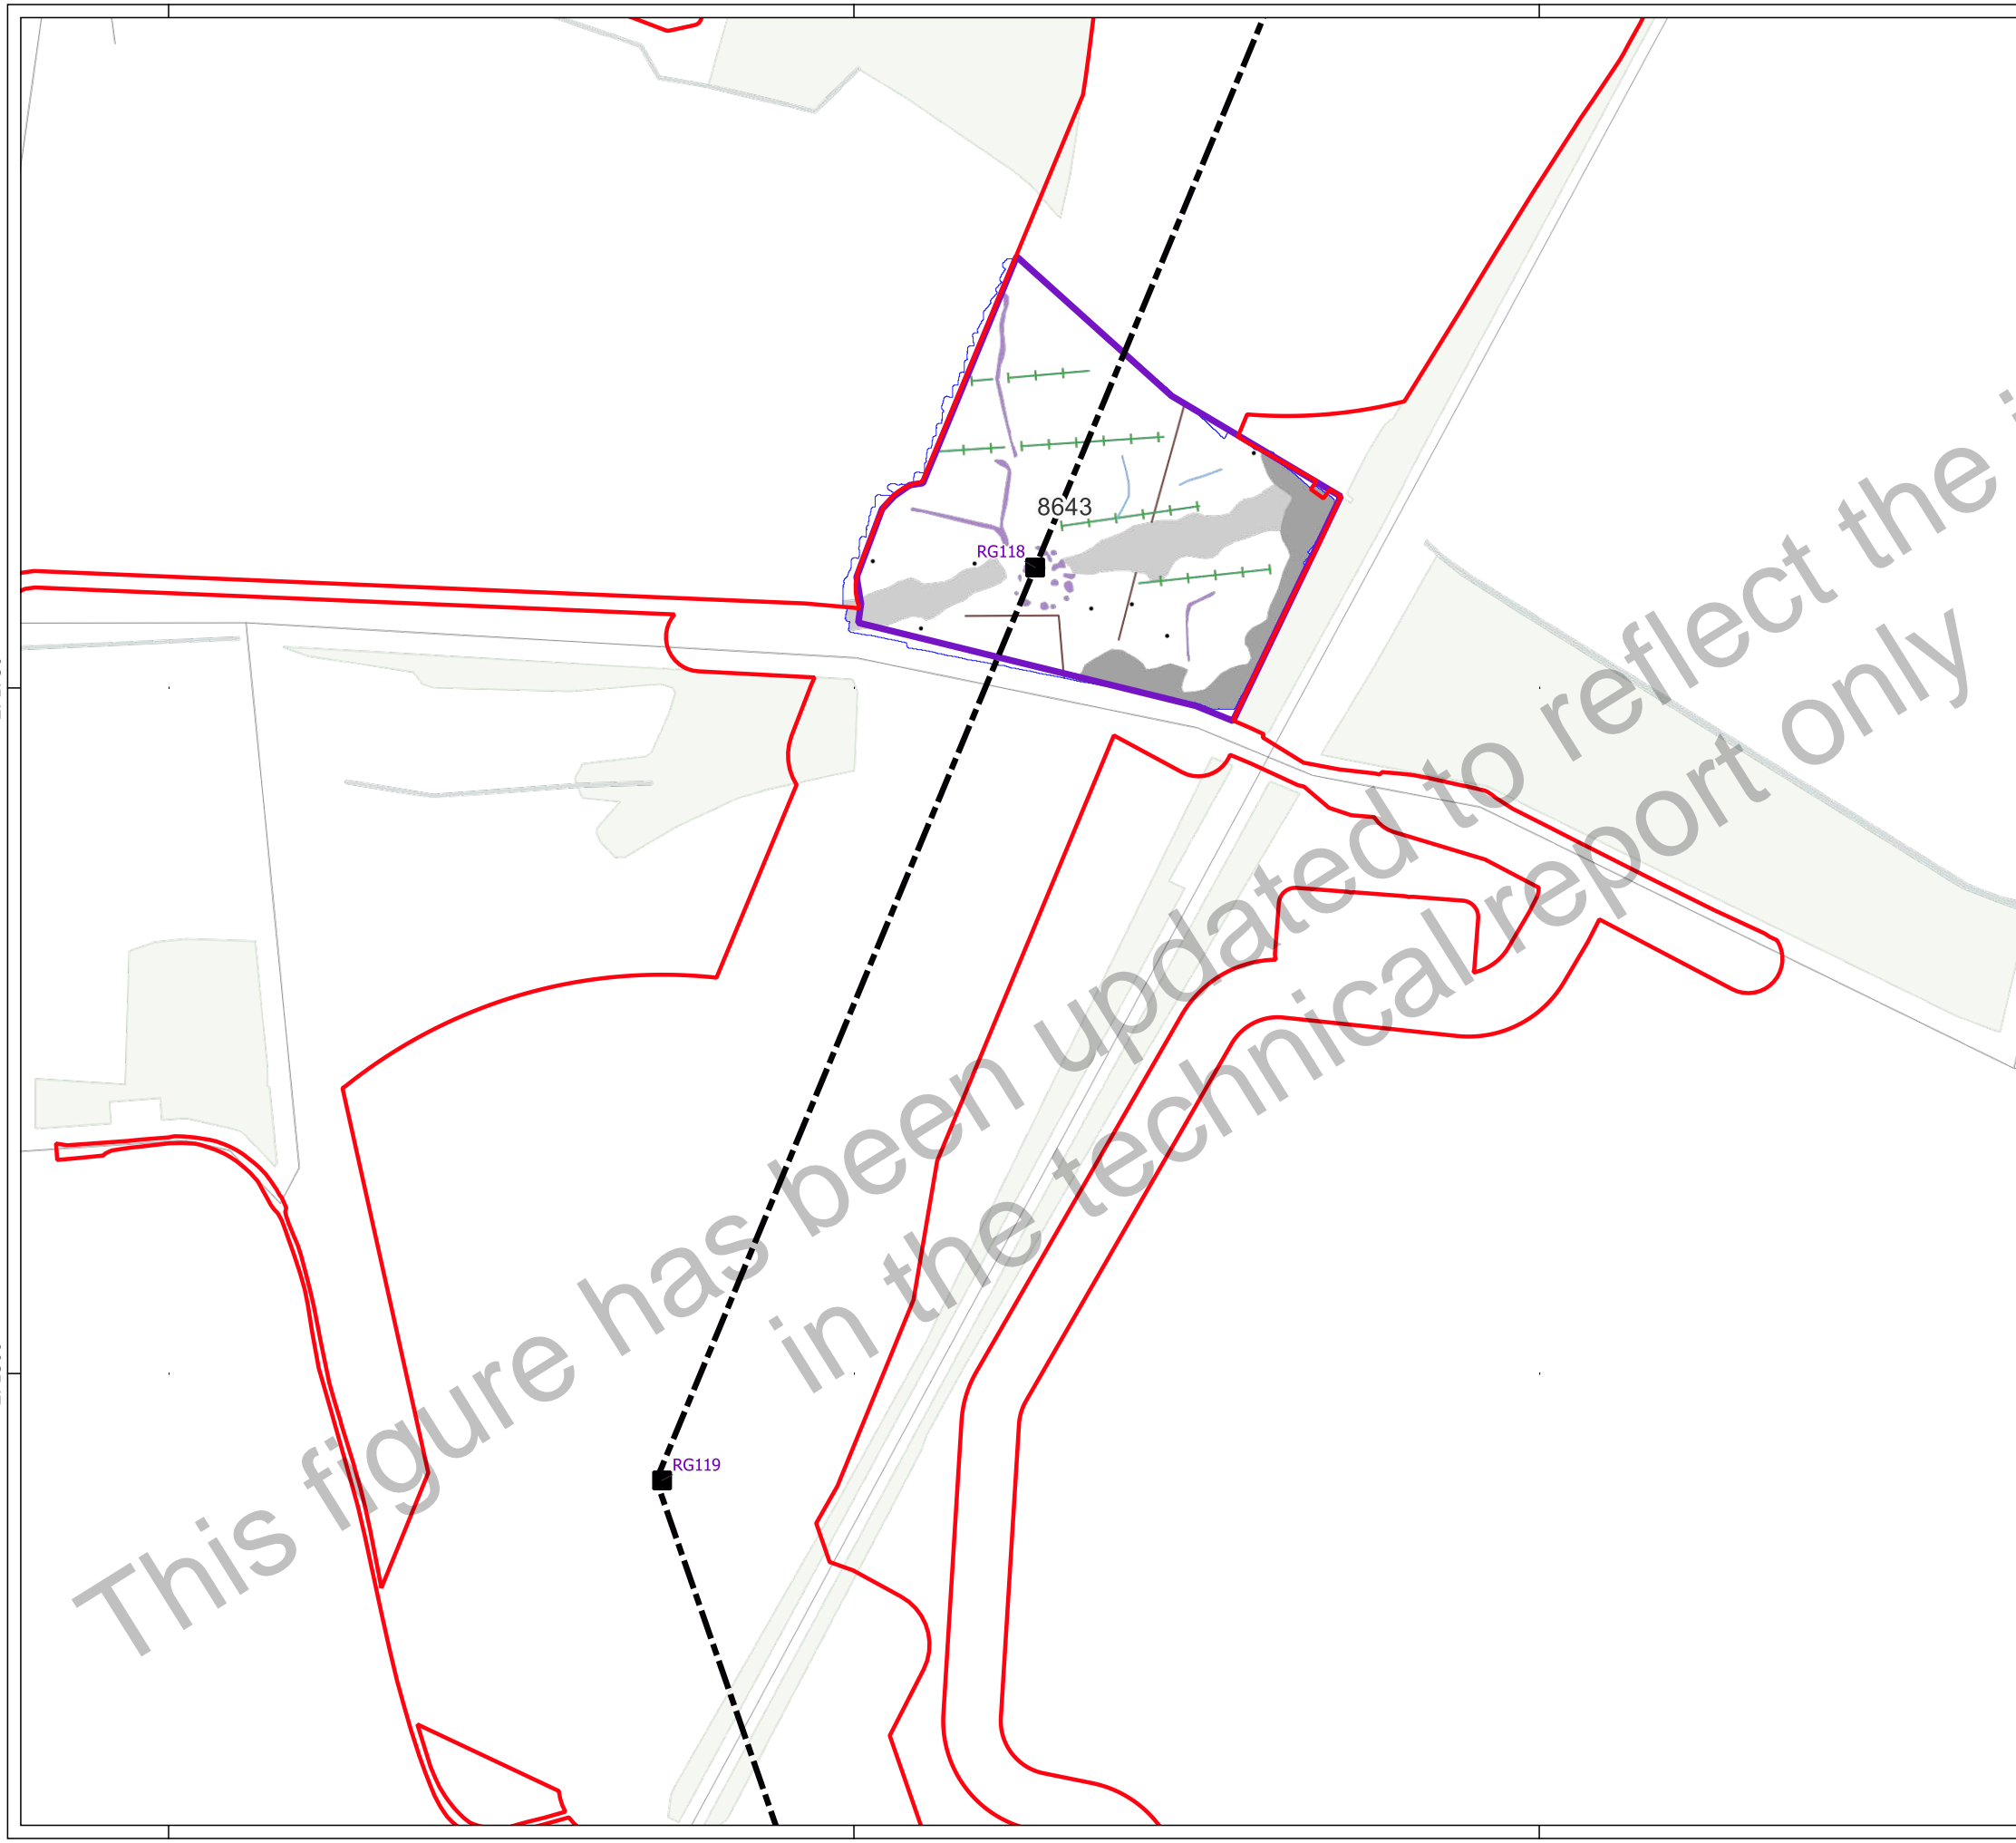 8643
RG118
RG119
This figure has been updated to reflect the
in the technical report only